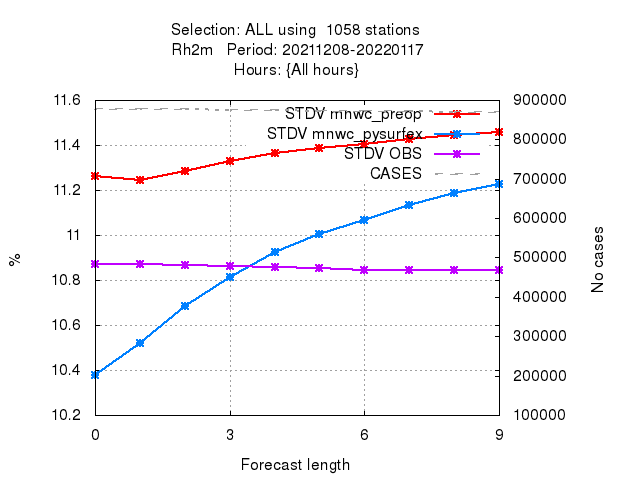 Selection: ALL using  1058 stations
Rh2m   Period: 20211208-20220117
Hours: {All hours}
11.6
11.4
11.2
11
10.8
10.6
10.4
10.2
%
900000
800000
700000
600000
500000
400000
300000
200000
100000
No cases
STDV mnwc_preop
STDV mnwc_pysurfex
STDV OBS
CASES
0 3 6 9
Forecast length